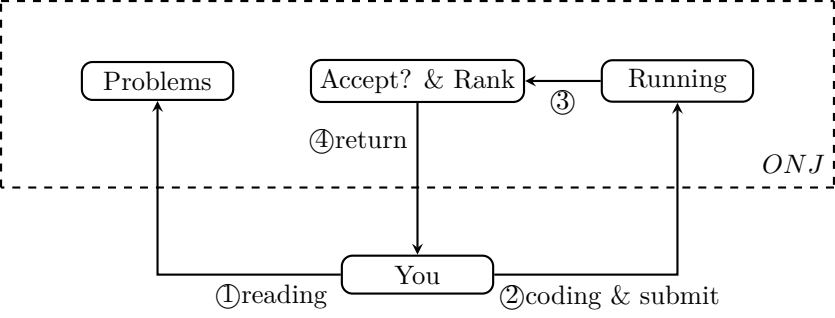 Problems
Accept? & Rank
Running
③
④return
ONJ
You
①reading
②coding & submit